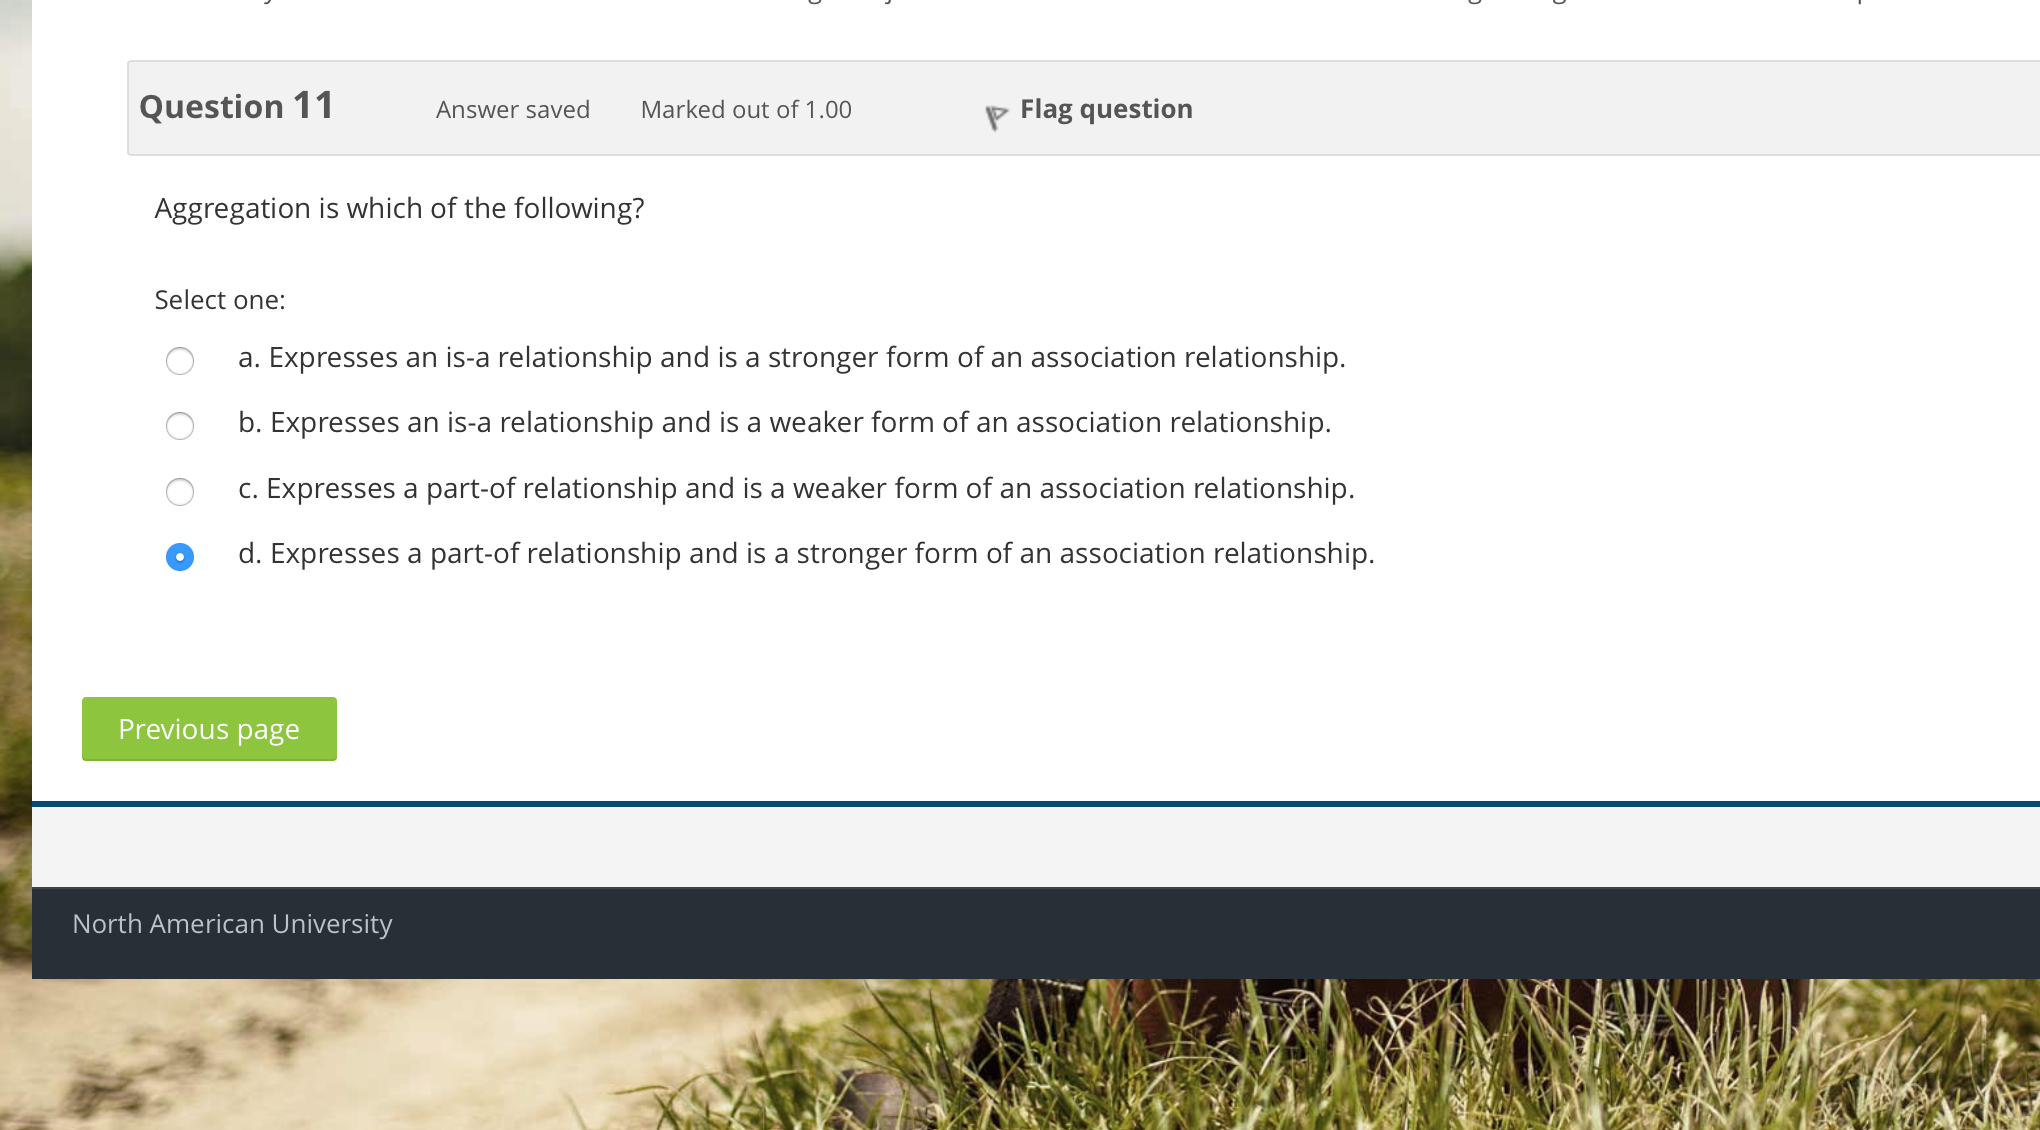 Question 11 Answer saved Marked out of 1.00 Flag question
Aggregation is which of the following?
Select one:
a. Expresses an is-a relationship and is a stronger form of an association relationship.
b. Expresses an is-a relationship and is a weaker form of an association relationship.
c. Expresses a part-of relationship and is a weaker form of an association relationship.
d. Expresses a part-of relationship and is a stronger form of an association relationship.
Previous page
North American University